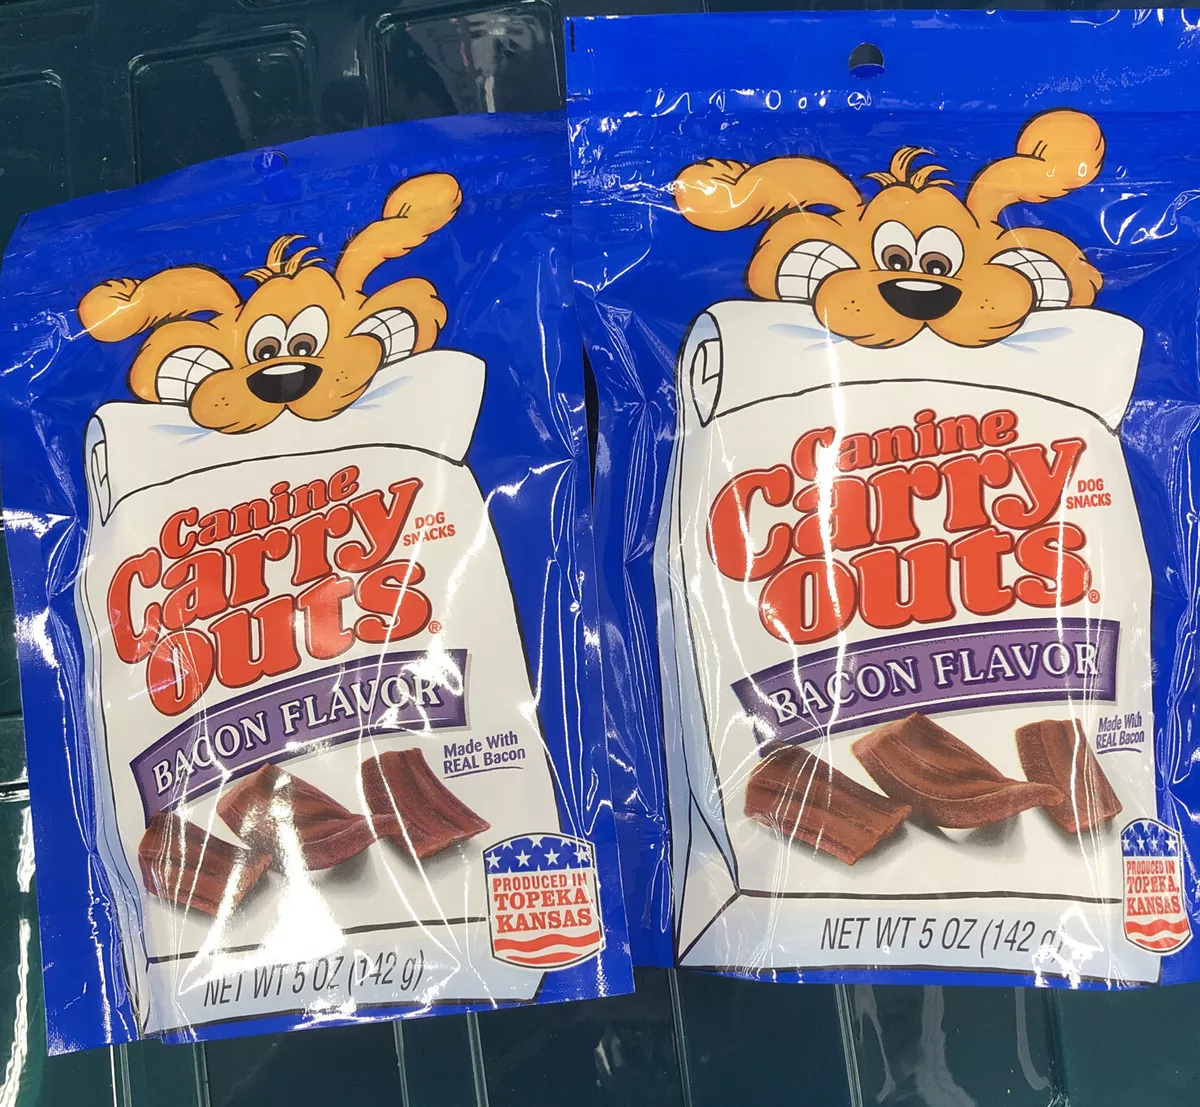 Canine
Carry
outs®
DOG
SNACKS
BACON FLAVOR
Made With
REAL Bacon
PRODUCED IN
TOPEKA,
KANSAS
NET WT 5 OZ (142 g)
Canine
Carry
outs®
DOG
SNACKS
BACON FLAVOR
Made With
REAL Bacon
PRODUCED IN
TOPEKA,
KANSAS
NET WT 5 OZ (142 g)